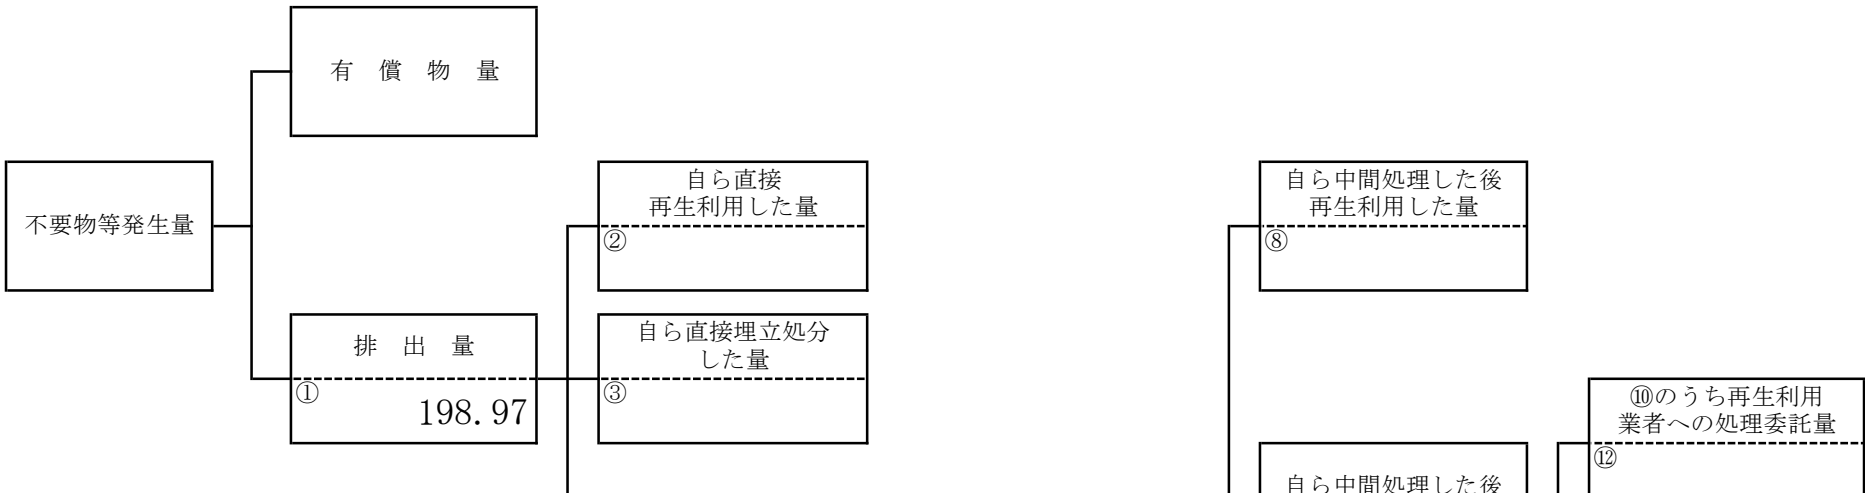 有 償 物 量
不要物等発生量
自ら直接
再生利用した量
②
自ら中間処理した後
再生利用した量
⑧
排 出 量
①
198.97
自ら直接埋立処分
した量
③
⑩のうち再生利用
業者への処理委託量
⑫
自ら中間処理した後